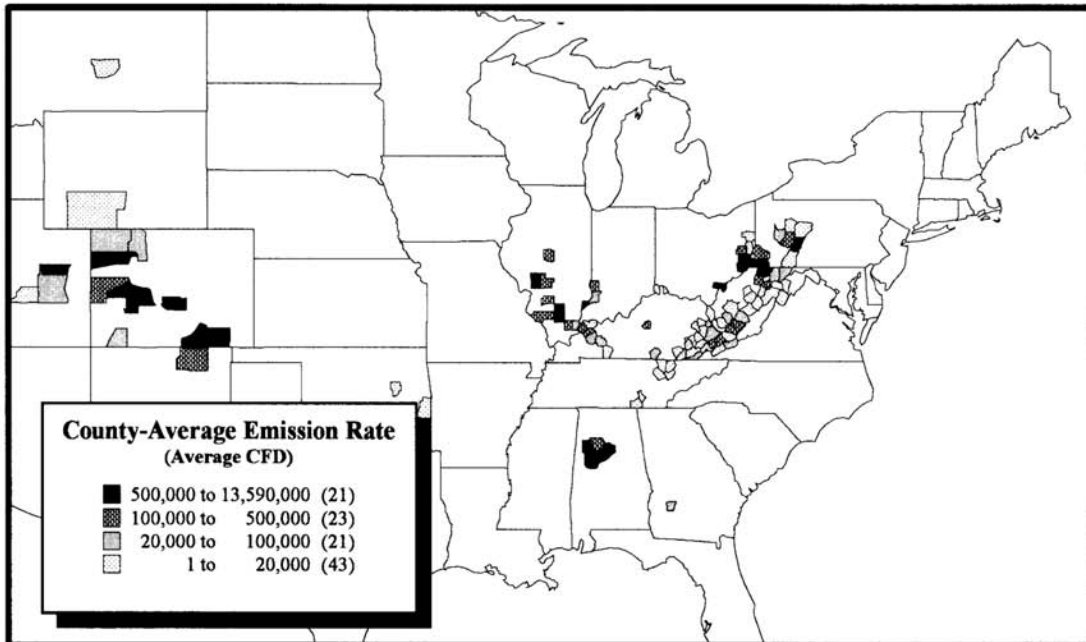 County-Average Emission Rate
(Average CFD)
500,000 to 13,590,000 (21)
100,000 to 500,000 (23)
20,000 to 100,000 (21)
1 to 20,000 (43)